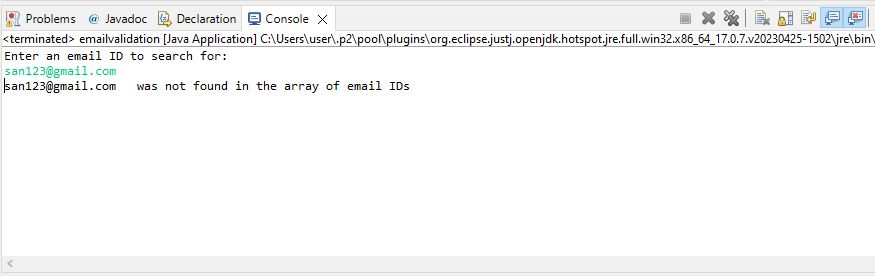 Problems @ Javadoc Declaration Console
<terminated> emailvalidation [Java Application] C:\Users\user\.p2\pool\plugins\org.eclipse.justj.openjdk.hotspot.jre.full.win32.x86_64_17.0.7.v20230425-1502\jre\bin\
Enter an email ID to search for:
san123@gmail.com
san123@gmail.com   was not found in the array of email IDs